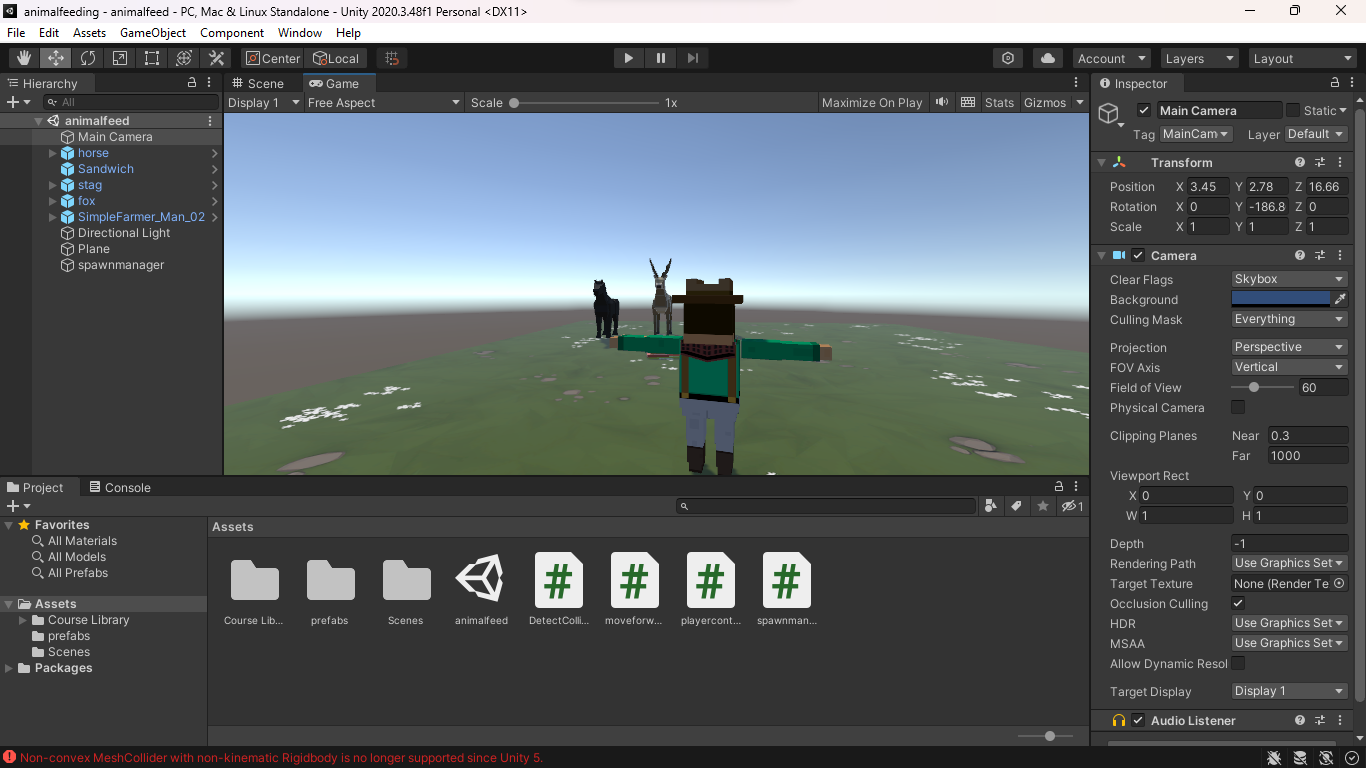 animalfeeding - animalfeed - PC, Mac & Linux Standalone - Unity 2020.3.48f1 Personal <DX11>
File Edit Assets GameObject Component Window Help
Center Local Account Layers Layout
Hierarchy
All
animalfeed
Main Camera
horse
Sandwich
stag
fox
SimpleFarmer_Man_02
Directional Light
Plane
spawnmanager
Scene Game
Display 1 Free Aspect Scale 1x Maximize On Play Stats Gizmos
Inspector
Main Camera Static
Tag MainCam Layer Default
Transform
Position X 3.45 Y 2.78 Z 16.66
Rotation X 0 Y -186.8 Z 0
Scale X 1 Y 1 Z 1
Camera
Clear Flags Skybox
Background
Culling Mask Everything
Projection Perspective
FOV Axis Vertical
Field of View 60
Physical Camera
Clipping Planes Near 0.3
Far 1000
Viewport Rect
X 0 Y 0
W 1 H 1
Depth -1
Rendering Path Use Graphics Set
Target Texture None (Render Te
Occlusion Culling
HDR Use Graphics Set
MSAA Use Graphics Set
Allow Dynamic Resol
Target Display Display 1
Audio Listener
Project Console
1
Favorites
All Materials
All Models
All Prefabs
Assets
Course Library
prefabs
Scenes
Packages
Assets
Course Lib... prefabs Scenes animalfeed DetectColli... moveforw... playercont... spawnman...
Non-convex MeshCollider with non-kinematic Rigidbody is no longer supported since Unity 5.